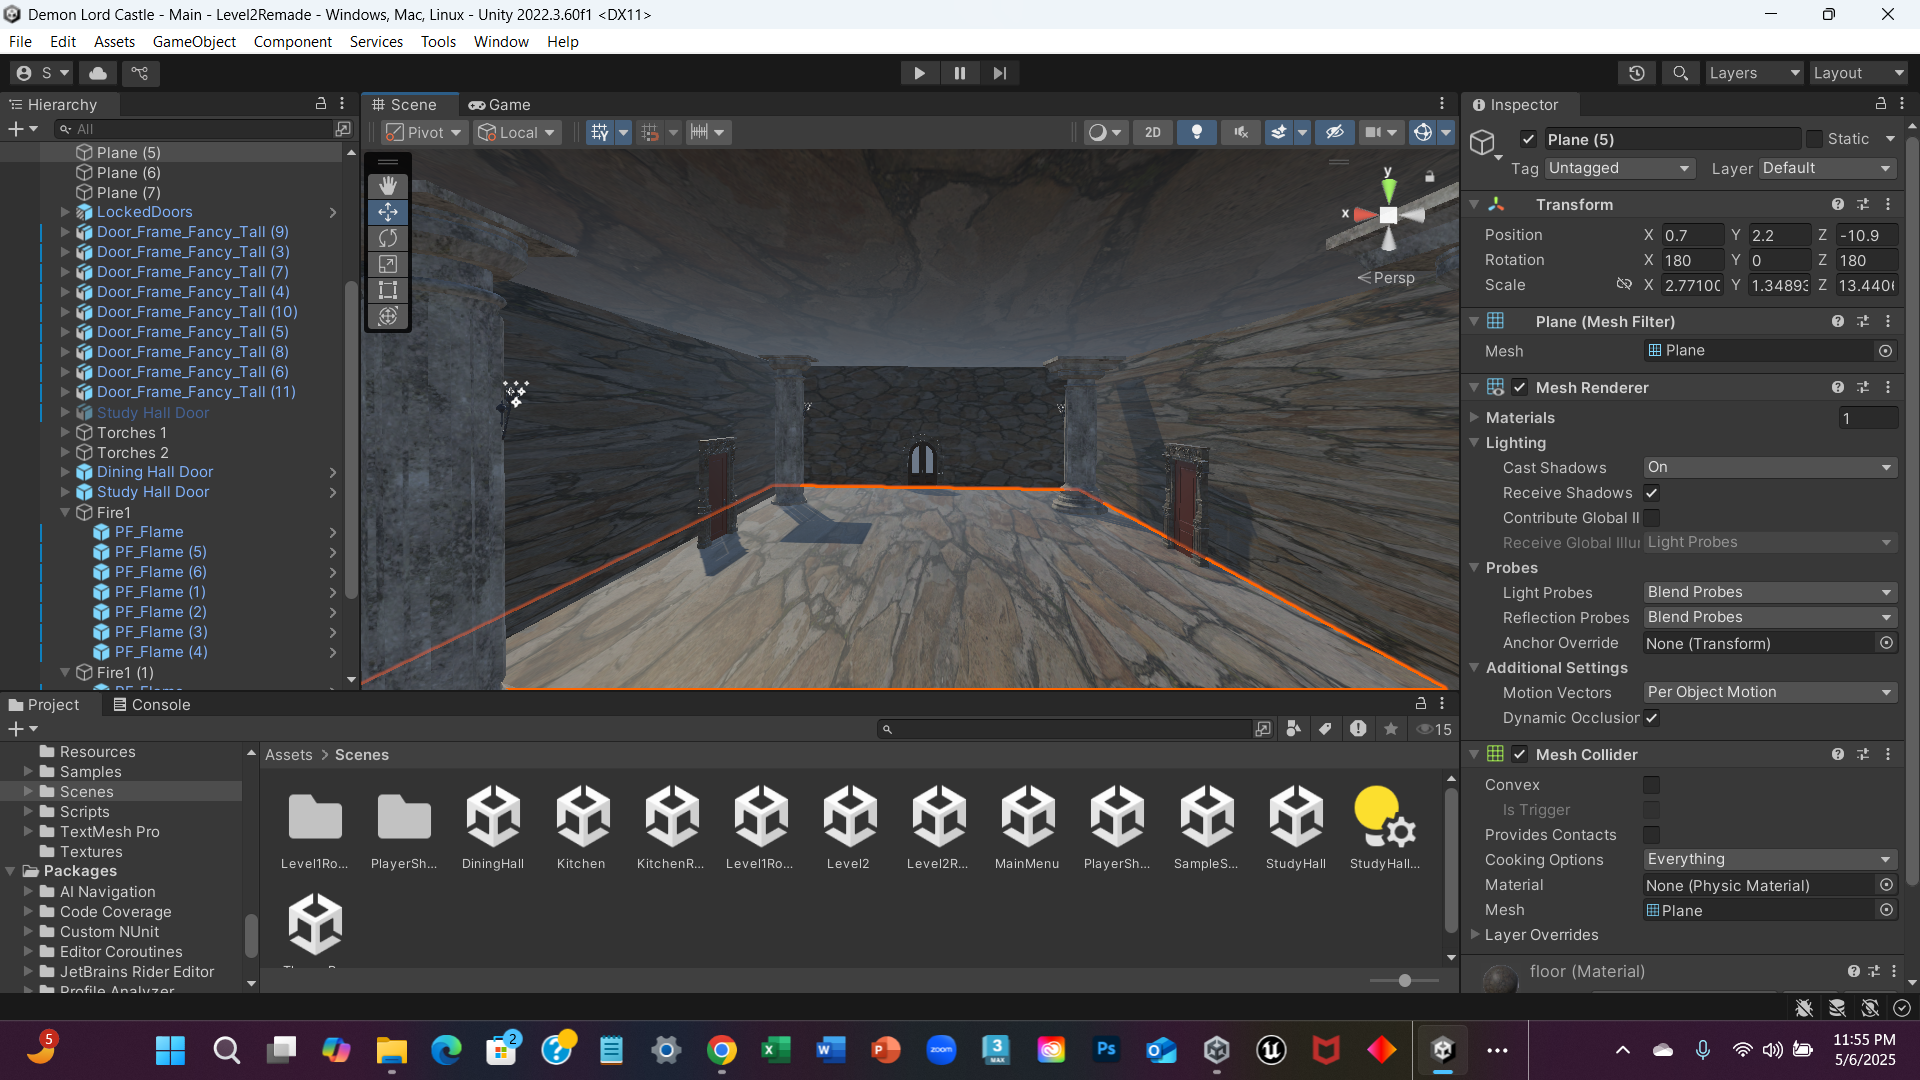 Demon Lord Castle - Main - Level2Remade - Windows, Mac, Linux - Unity 2022.3.60f1 <DX11>
File Edit Assets GameObject Component Services Tools Window Help
S
Layers
Layout
Hierarchy
All
Plane (5)
Plane (6)
Plane (7)
LockedDoors
Door_Frame_Fancy_Tall (9)
Door_Frame_Fancy_Tall (3)
Door_Frame_Fancy_Tall (7)
Door_Frame_Fancy_Tall (4)
Door_Frame_Fancy_Tall (10)
Door_Frame_Fancy_Tall (5)
Door_Frame_Fancy_Tall (8)
Door_Frame_Fancy_Tall (6)
Door_Frame_Fancy_Tall (11)
Study Hall Door
Torches 1
Torches 2
Dining Hall Door
Study Hall Door
Fire1
PF_Flame
PF_Flame (5)
PF_Flame (6)
PF_Flame (1)
PF_Flame (2)
PF_Flame (3)
PF_Flame (4)
Fire1 (1)
Scene Game
Pivot Local 2D
y
x
Persp
Inspector
Plane (5) Static
Tag Untagged Layer Default
Transform
Position X 0.7 Y 2.2 Z -10.9
Rotation X 180 Y 0 Z 180
Scale X 2.7710( Y 1.3489: Z 13.440
Plane (Mesh Filter)
Mesh Plane
Mesh Renderer
Materials 1
Lighting
Cast Shadows On
Receive Shadows
Contribute Global Il
Receive Global Illu Light Probes
Probes
Light Probes Blend Probes
Reflection Probes Blend Probes
Anchor Override None (Transform)
Additional Settings
Motion Vectors Per Object Motion
Dynamic Occlusion
Mesh Collider
Convex
Is Trigger
Provides Contacts
Cooking Options Everything
Material None (Physic Material)
Mesh Plane
Layer Overrides
floor (Material)
Project Console
15
Resources
Samples
Scenes
Scripts
TextMesh Pro
Textures
Packages
AI Navigation
Code Coverage
Custom NUnit
Editor Coroutines
JetBrains Rider Editor
Profile Analyzer
Assets > Scenes
Level1Ro...
PlayerSh...
DiningHall
Kitchen
KitchenR...
Level1Ro...
Level2
Level2R...
MainMenu
PlayerSh...
SampleS...
StudyHall
StudyHall...
5
2
zoom
3
MAX
Ps
11:55 PM
5/6/2025